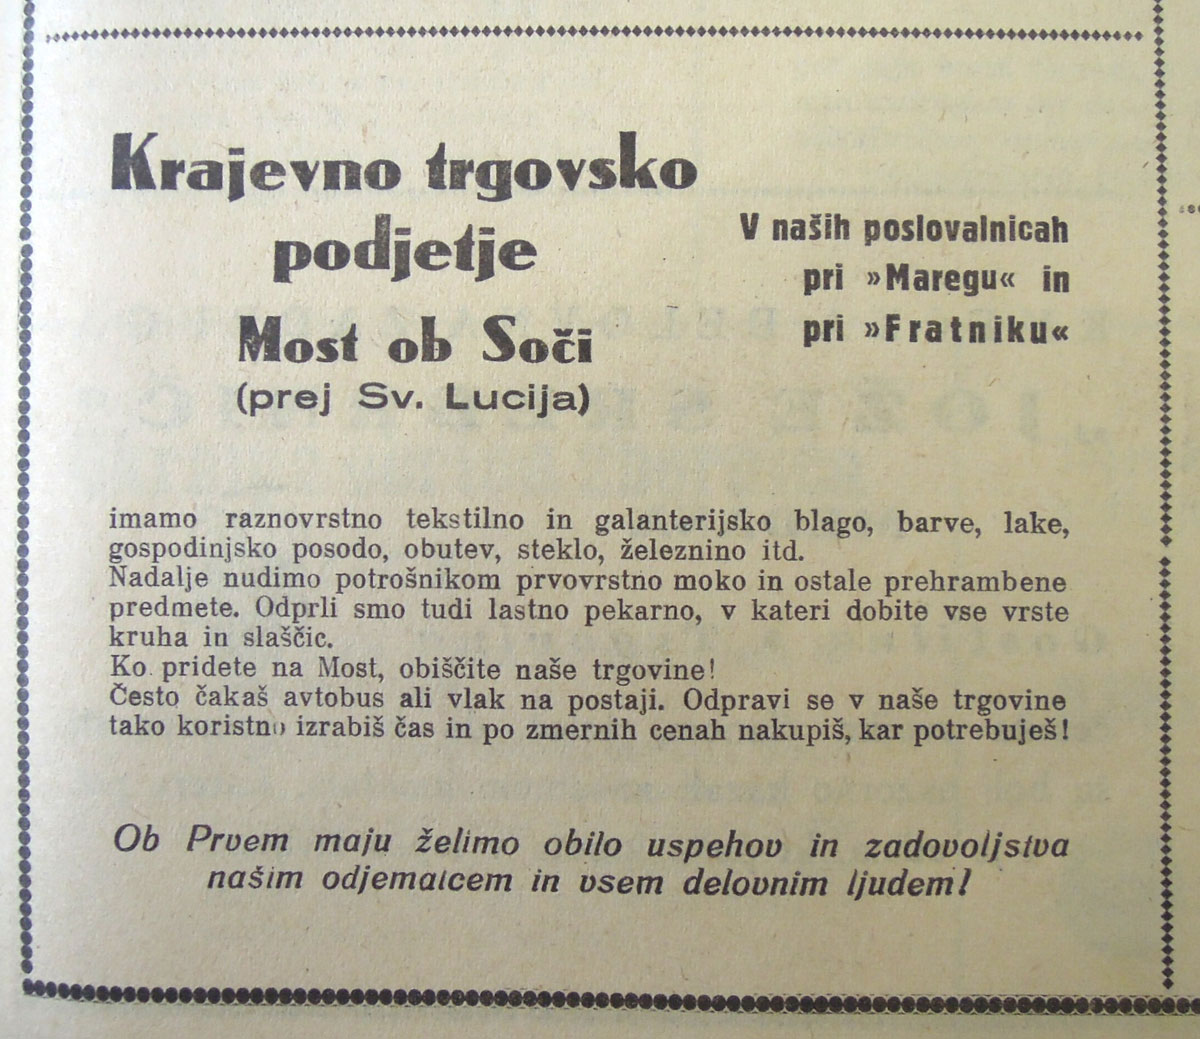 Krajevno trgovsko
podjetje
Most ob Soči
(prej Sv. Lucija)
V naših poslovalnicah
pri »Maregu« in
pri »Fratniku«
imamo raznovrstno tekstilno in galanterijsko blago, barve, lake,
gospodinjsko posodo, obutev, steklo, železnino itd.
Nadalje nudimo potrošnikom prvovrstno moko in ostale prehrambene
predmete. Odprli smo tudi lastno pekarno, v kateri dobite vse vrste
kruha in slaščic.
Ko pridete na Most, obiščite naše trgovine!
Često čakaš avtobus ali vlak na postaji. Odpravi se v naše trgovine
tako koristno izrabiš čas in po zmernih cenah nakupiš, kar potrebuješ!
Ob Prvem maju želimo obilo uspehov in zadovoljstva
našim odjemalcem in vsem delovnim ljudem!